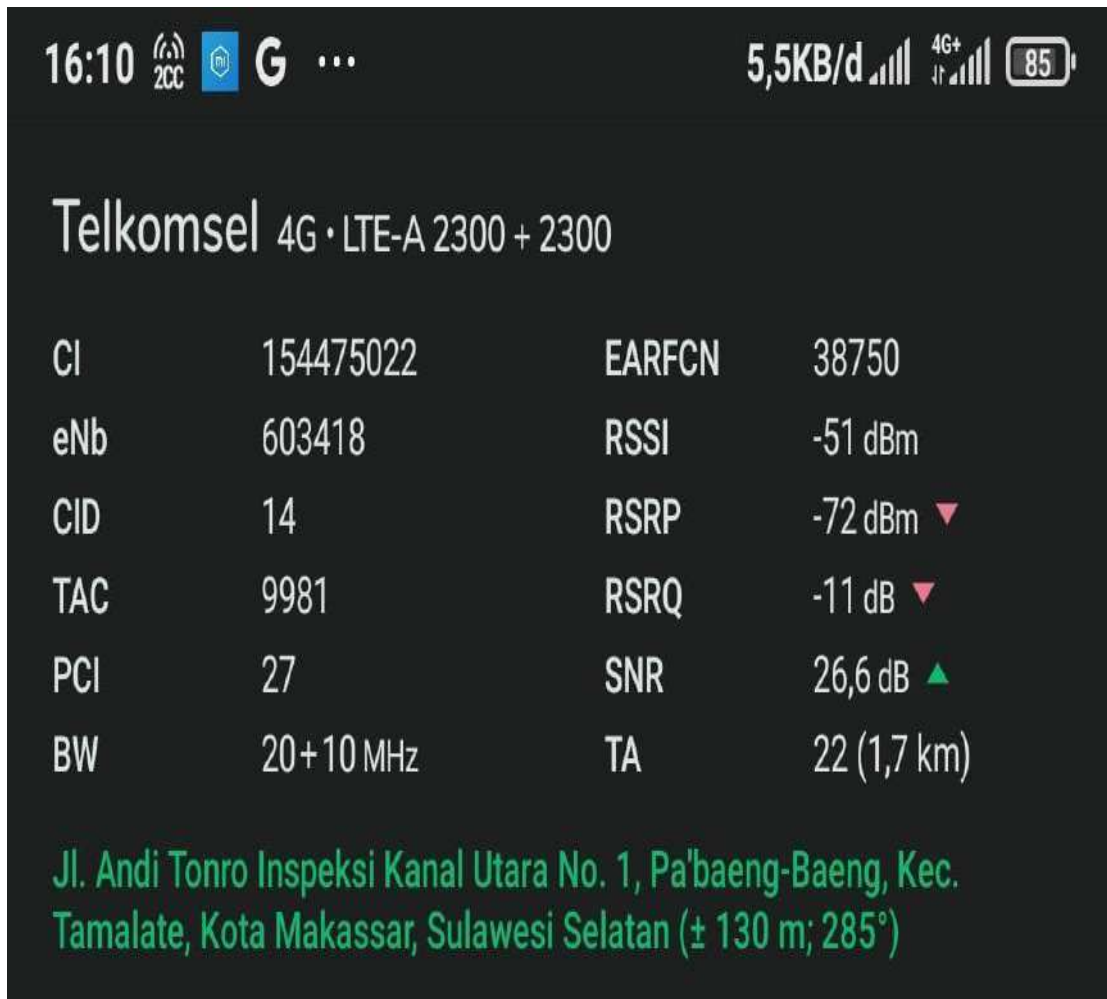 16:10 2CC mi G ... 5,5KB/d 4G+ 85
Telkomsel 4G • LTE-A 2300 + 2300
CI 154475022 EARFCN 38750
eNb 603418 RSSI -51 dBm
CID 14 RSRP -72 dBm ▼
TAC 9981 RSRQ -11 dB ▼
PCI 27 SNR 26,6 dB ▲
BW 20+10 MHz TA 22 (1,7 km)
Jl. Andi Tonro Inspeksi Kanal Utara No. 1, Pa'baeng-Baeng, Kec.
Tamalate, Kota Makassar, Sulawesi Selatan (± 130 m; 285°)